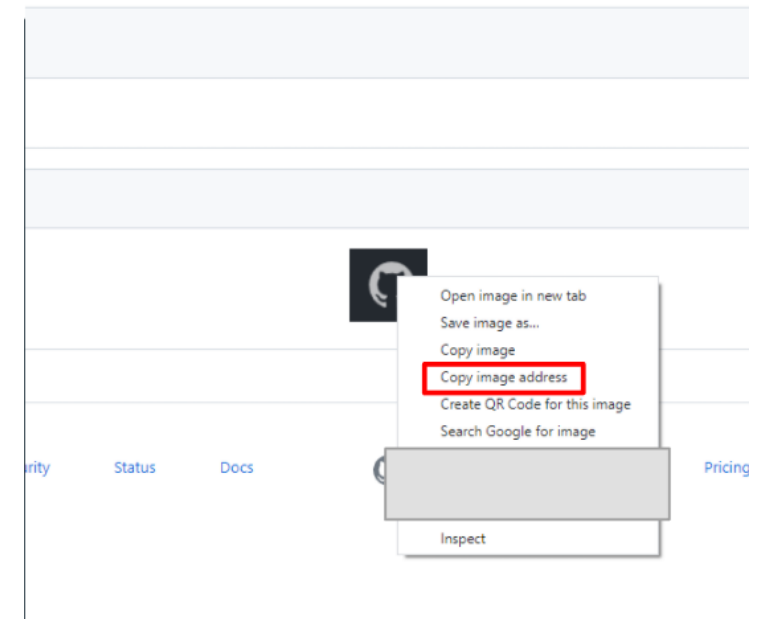 Open image in new tab
Save image as...
Copy image
Copy image address
Create QR Code for this image
Search Google for image
Status Docs Pricing
Inspect